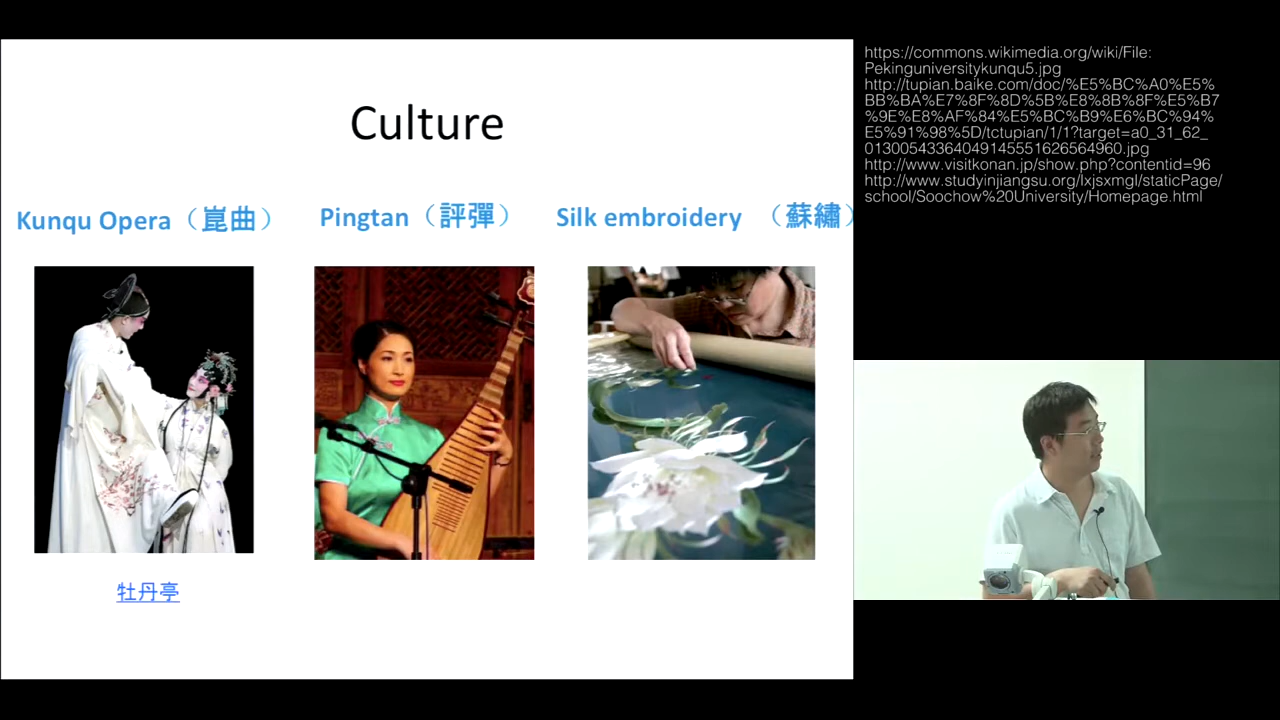 Culture
Kunqu Opera（崑曲）
Pingtan（評彈）
Silk embroidery （蘇繡）
牡丹亭
https://commons.wikimedia.org/wiki/File:
Pekinguniversitykunqu5.jpg
http://tupian.baike.com/doc/%E5%BC%A0%E5%
BB%BA%E7%8F%8D%5B%E8%8B%8F%E5%B7
%9E%E8%AF%84%E5%BC%B9%E6%BC%94%
E5%91%98%5D/tctupian/1/1?target=a0_31_62_
01300543364049145551626564960.jpg
http://www.visitkonan.jp/show.php?contentid=96
http://www.studyinjiangsu.org/lxjsxmgl/staticPage/
school/Soochow%20University/Homepage.html